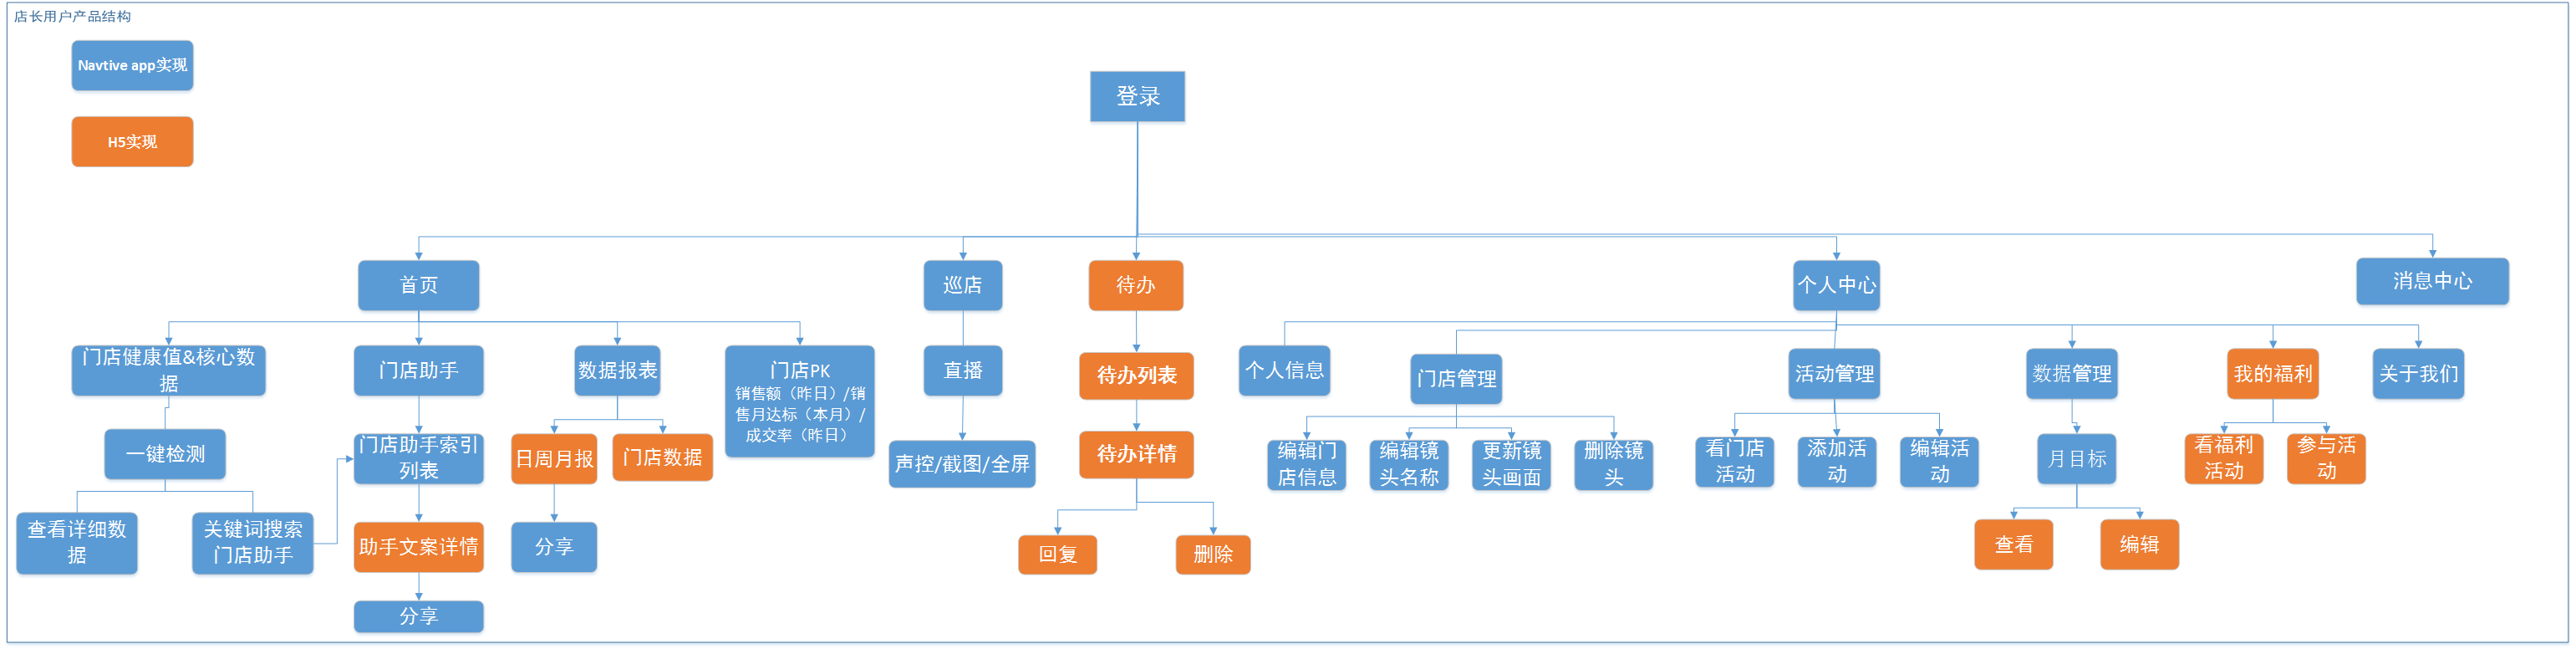 店长用户产品结构
Navtive app实现
H5实现
登录
首页
巡店
待办
个人中心
消息中心
门店健康值&核心数
据
门店助手
数据报表
门店PK
销售额（昨日）/销
售月达标（本月）/
成交率（昨日）
直播
待办列表
个人信息
门店管理
活动管理
数据管理
我的福利
关于我们
一键检测
门店助手索引
列表
日周月报
门店数据
声控/截图/全屏
待办详情
编辑门
店信息
编辑镜
头名称
更新镜
头画面
删除镜
头
看门店
活动
添加活
动
编辑活
动
月目标
看福利
活动
参与活
动
查看详细数
据
关键词搜索
门店助手
助手文案详情
分享
回复
删除
查看
编辑
分享